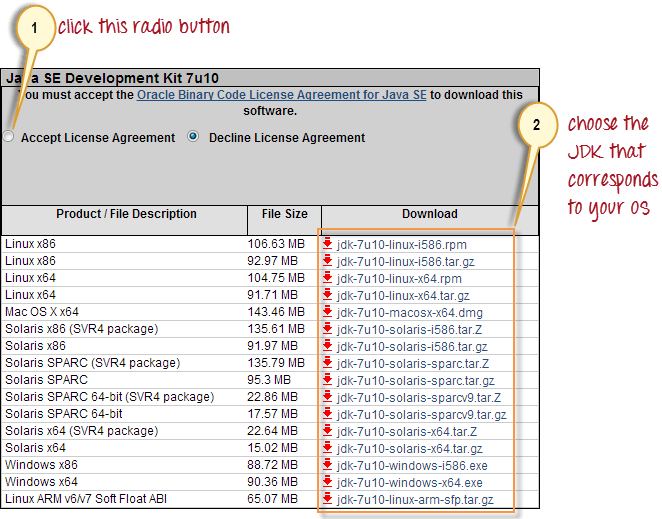 1 click this radio button
Java SE Development Kit 7u10
You must accept the Oracle Binary Code License Agreement for Java SE to download this
software.
Accept License Agreement Decline License Agreement
2 choose the
JDK that
corresponds
to your OS
Product / File Description File Size Download
Linux x86 106.63 MB jdk-7u10-linux-i586.rpm
Linux x86 92.97 MB jdk-7u10-linux-i586.tar.gz
Linux x64 104.75 MB jdk-7u10-linux-x64.rpm
Linux x64 91.71 MB jdk-7u10-linux-x64.tar.gz
Mac OS X x64 143.46 MB jdk-7u10-macosx-x64.dmg
Solaris x86 (SVR4 package) 135.61 MB jdk-7u10-solaris-i586.tar.Z
Solaris x86 91.97 MB jdk-7u10-solaris-i586.tar.gz
Solaris SPARC (SVR4 package) 135.79 MB jdk-7u10-solaris-sparc.tar.Z
Solaris SPARC 95.3 MB jdk-7u10-solaris-sparc.tar.gz
Solaris SPARC 64-bit (SVR4 package) 22.86 MB jdk-7u10-solaris-sparcv9.tar.Z
Solaris SPARC 64-bit 17.57 MB jdk-7u10-solaris-sparcv9.tar.gz
Solaris x64 (SVR4 package) 22.64 MB jdk-7u10-solaris-x64.tar.Z
Solaris x64 15.02 MB jdk-7u10-solaris-x64.tar.gz
Windows x86 88.72 MB jdk-7u10-windows-i586.exe
Windows x64 90.36 MB jdk-7u10-windows-x64.exe
Linux ARM v6/v7 Soft Float ABI 65.07 MB jdk-7u10-linux-arm-sfp.tar.gz